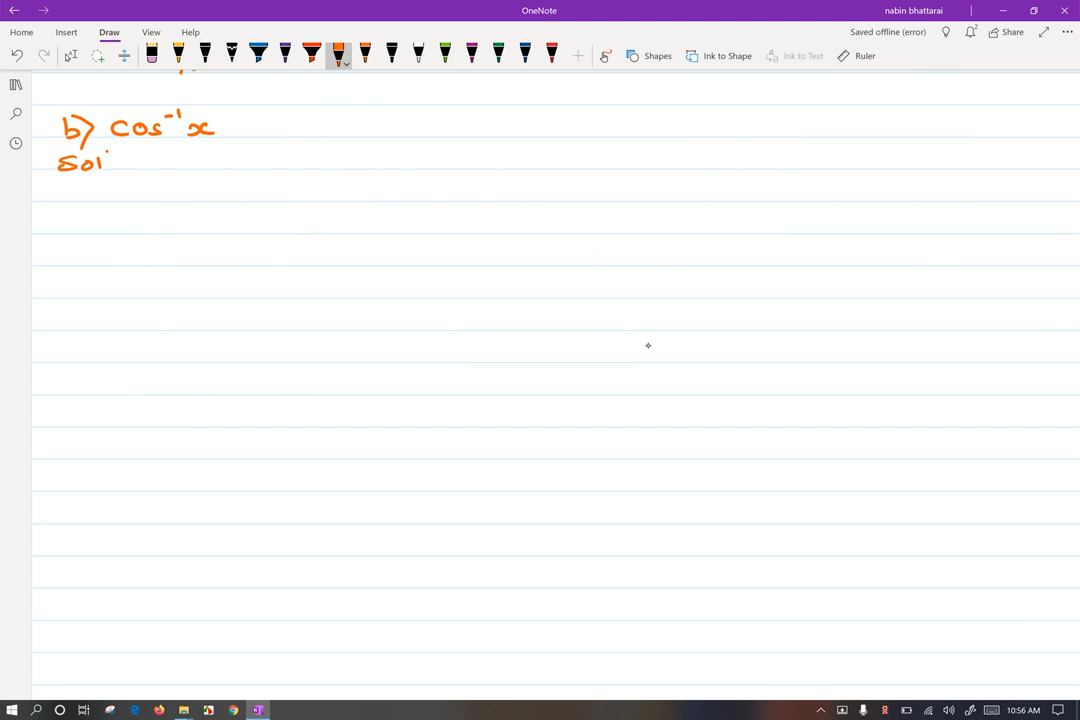 OneNote
nabin bhattarai
Home Insert Draw View Help
Saved offline (error)
2
Share
Shapes
Ink to Shape
Ink to Text
Ruler
b) cos⁻¹x
Sol
10:56 AM